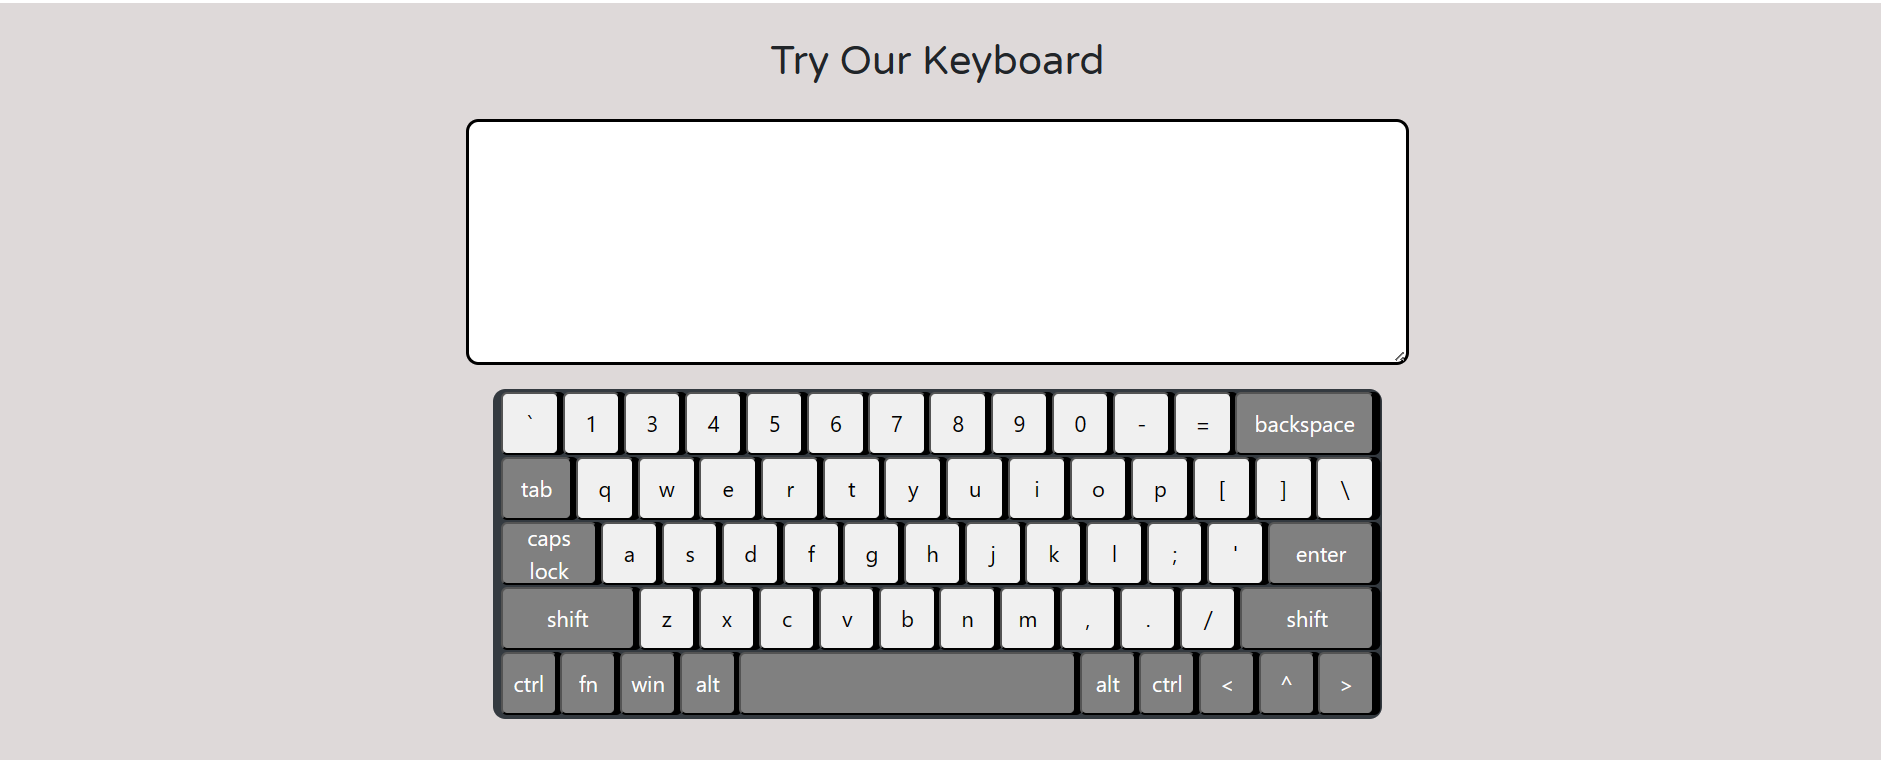 Try Our Keyboard
` 1 3 4 5 6 7 8 9 0 - = backspace
tab q w e r t y u i o p [ ] \
caps lock a s d f g h j k l ; ' enter
shift z x c v b n m , . / shift
ctrl fn win alt alt ctrl < ^ >